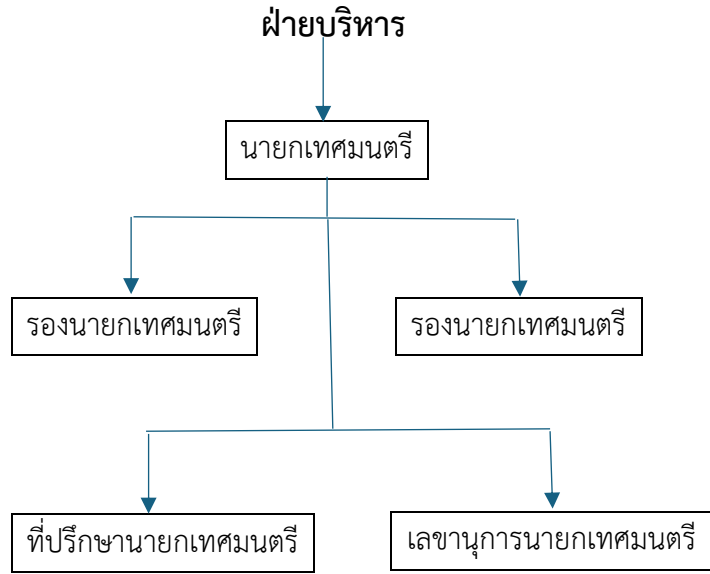 ฝ่ายบริหาร
นายกเทศมนตรี
รองนายกเทศมนตรี
รองนายกเทศมนตรี
ที่ปรึกษานายกเทศมนตรี
เลขานุการนายกเทศมนตรี